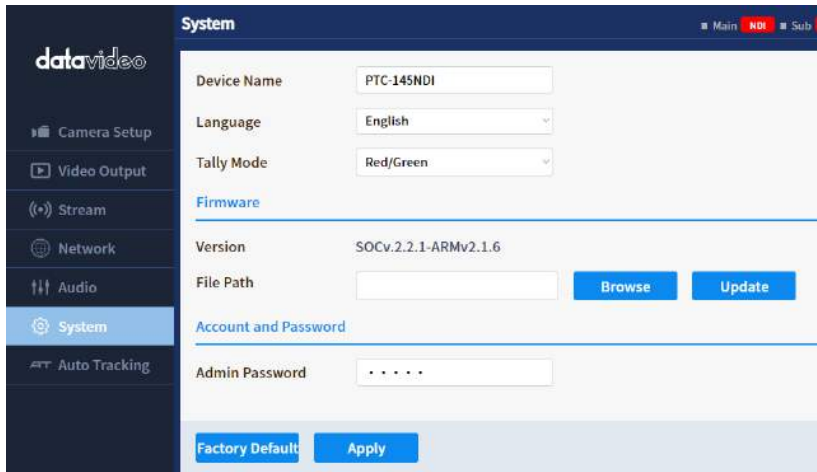 System
Main NDI Sub
datavideo
Camera Setup
Video Output
Stream
Network
Audio
System
Auto Tracking
Device Name PTC-145NDI
Language English
Tally Mode Red/Green
Firmware
Version SOCv.2.2.1-ARMv2.1.6
File Path Browse Update
Account and Password
Admin Password •••••
Factory Default Apply